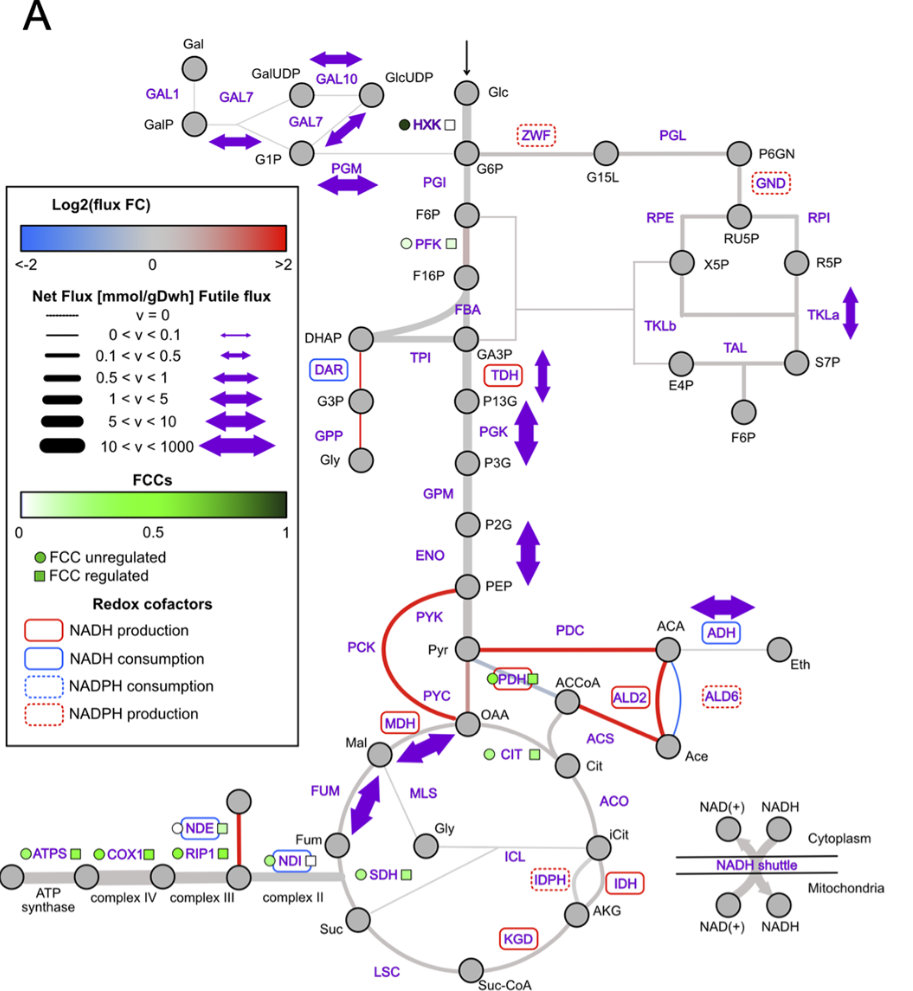 A
Gal
GAL1
GAL7
GalP
GalUDP
GAL10
GlcUDP
GAL7
G1P
PGM
Glc
HXK
G6P
ZWF
G15L
PGL
P6GN
GND
PGI
F6P
PFK
F16P
FBA
RPE
RU5P
RPI
X5P
R5P
TKLb
TKLa
TAL
E4P
S7P
F6P
DHAP
TPI
GA3P
DAR
G3P
GPP
Gly
TDH
P13G
PGK
P3G
GPM
P2G
ENO
PEP
PYK
PCK
Pyr
PYC
PDC
ACA
ADH
Eth
PDH
ACCoA
ALD2
ALD6
ACS
Ace
OAA
MDH
Mal
CIT
Cit
FUM
MLS
ACO
Fum
Gly
ICL
iCit
SDH
IDPH
IDH
AKG
Suc
KGD
LSC
Suc-CoA
Log2(flux FC)
<-2
0
>2
Net Flux [mmol/gDwh] Futile flux
v = 0
0 < v < 0.1
0.1 < v < 0.5
0.5 < v < 1
1 < v < 5
5 < v < 10
10 < v < 1000
FCCs
0
0.5
1
FCC unregulated
FCC regulated
Redox cofactors
NADH production
NADH consumption
NADPH consumption
NADPH production
NDE
ATPS
COX1
RIP1
NDI
ATP
synthase
complex IV
complex III
complex II
NAD(+)
NADH
Cytoplasm
NADH shuttle
Mitochondria
NAD(+)
NADH